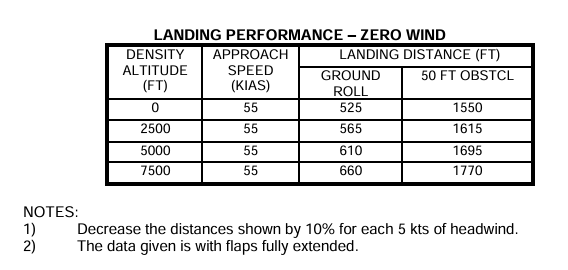 LANDING PERFORMANCE – ZERO WIND
DENSITY ALTITUDE (FT) APPROACH SPEED (KIAS) LANDING DISTANCE (FT)
GROUND ROLL 50 FT OBSTCL
0 55 525 1550
2500 55 565 1615
5000 55 610 1695
7500 55 660 1770
NOTES:
1) Decrease the distances shown by 10% for each 5 kts of headwind.
2) The data given is with flaps fully extended.